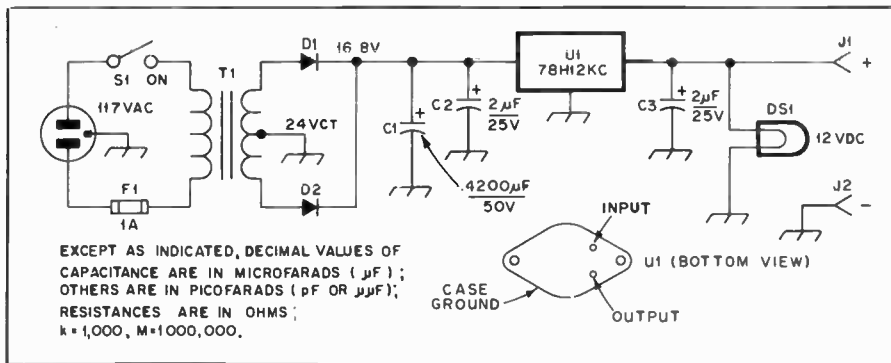 S1
ON
T1
D1
16.8V
U1
78H12KC
J1
+
117VAC
24VCT
C1
+
C2
+
2µF
25V
C3
+
2µF
25V
DS1
12 VDC
F1
1A
D2
.4200µF
50V
J2
-
EXCEPT AS INDICATED, DECIMAL VALUES OF
CAPACITANCE ARE IN MICROFARADS (µF);
OTHERS ARE IN PICOFARADS (pF OR µµF);
RESISTANCES ARE IN OHMS;
k=1,000, M=1000,000.
INPUT
U1 (BOTTOM VIEW)
CASE
GROUND
OUTPUT